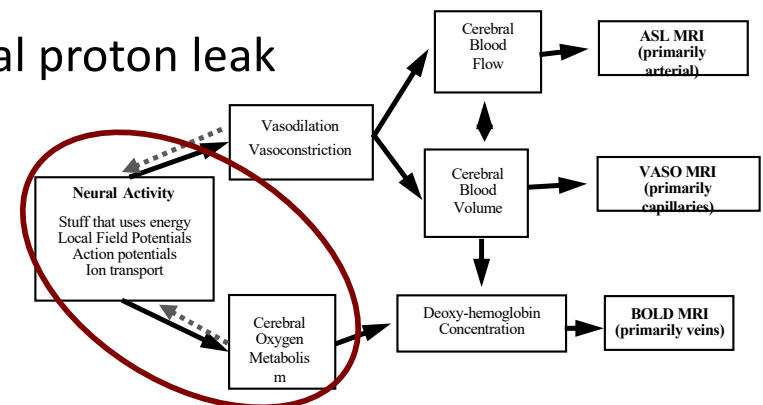 al proton leak
Cerebral
Blood
Flow
ASL MRI
(primarily
arterial)
Vasodilation
Vasoconstriction
Neural Activity
Stuff that uses energy
Local Field Potentials
Action potentials
Ion transport
Cerebral
Blood
Volume
VASO MRI
(primarily
capillaries)
Cerebral
Oxygen
Metabolis
m
Deoxy-hemoglobin
Concentration
BOLD MRI
(primarily veins)